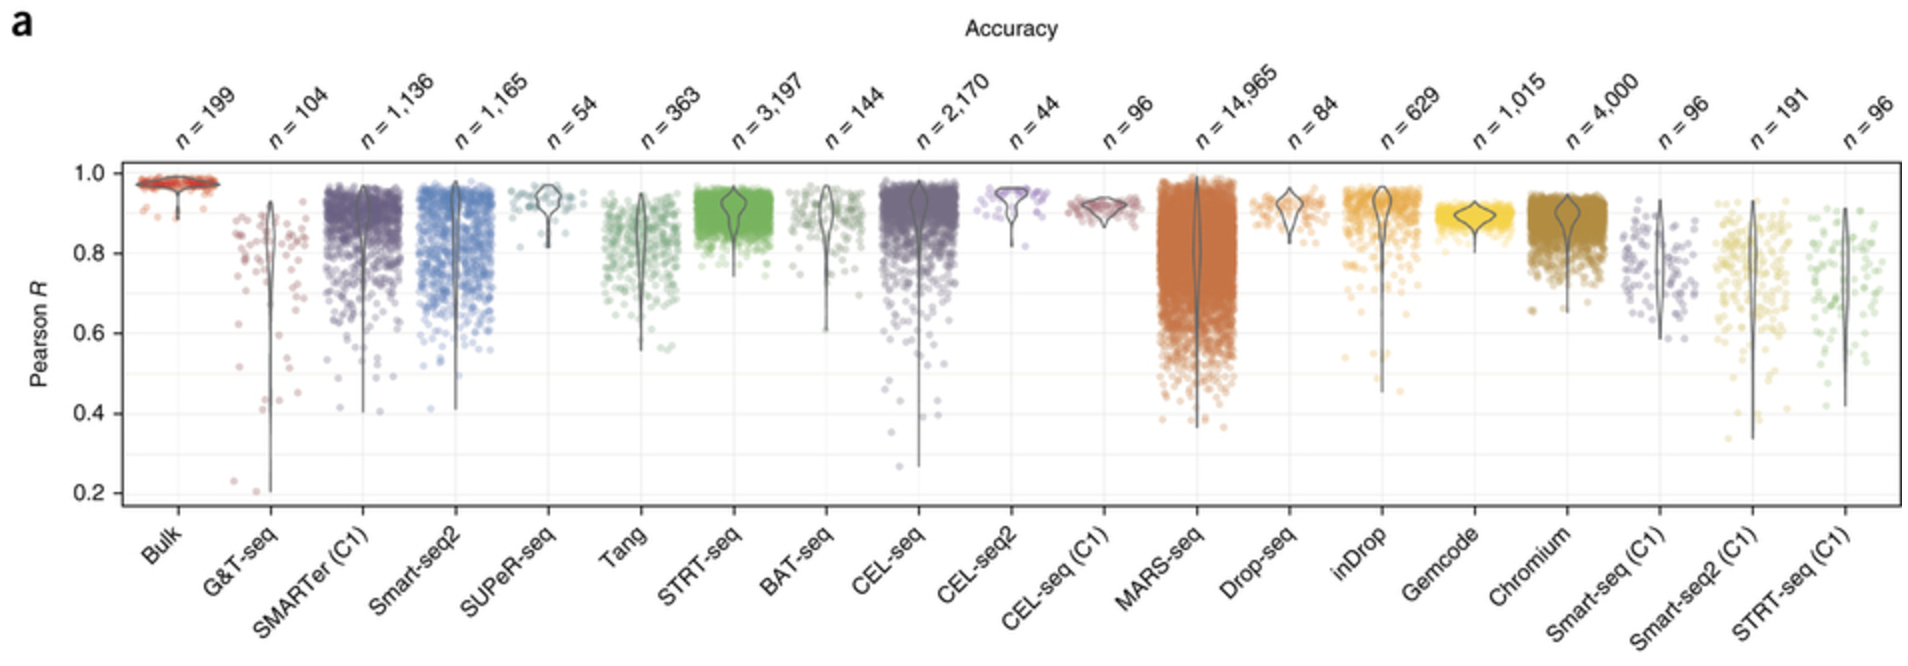 a
Accuracy
n = 199
n = 104
n = 1,136
n = 1,165
n = 54
n = 363
n = 3,197
n = 144
n = 2,170
n = 44
n = 96
n = 14,965
n = 84
n = 629
n = 1,015
n = 4,000
n = 96
n = 191
n = 96
Pearson R
1.0
0.8
0.6
0.4
0.2
Bulk
G&T-seq
SMARTer (C1)
Smart-seq2
SUPeR-seq
Tang
STRT-seq
BAT-seq
CEL-seq
CEL-seq2
CEL-seq (C1)
MARS-seq
Drop-seq
inDrop
Gemcode
Chromium
Smart-seq (C1)
Smart-seq2 (C1)
STRT-seq (C1)